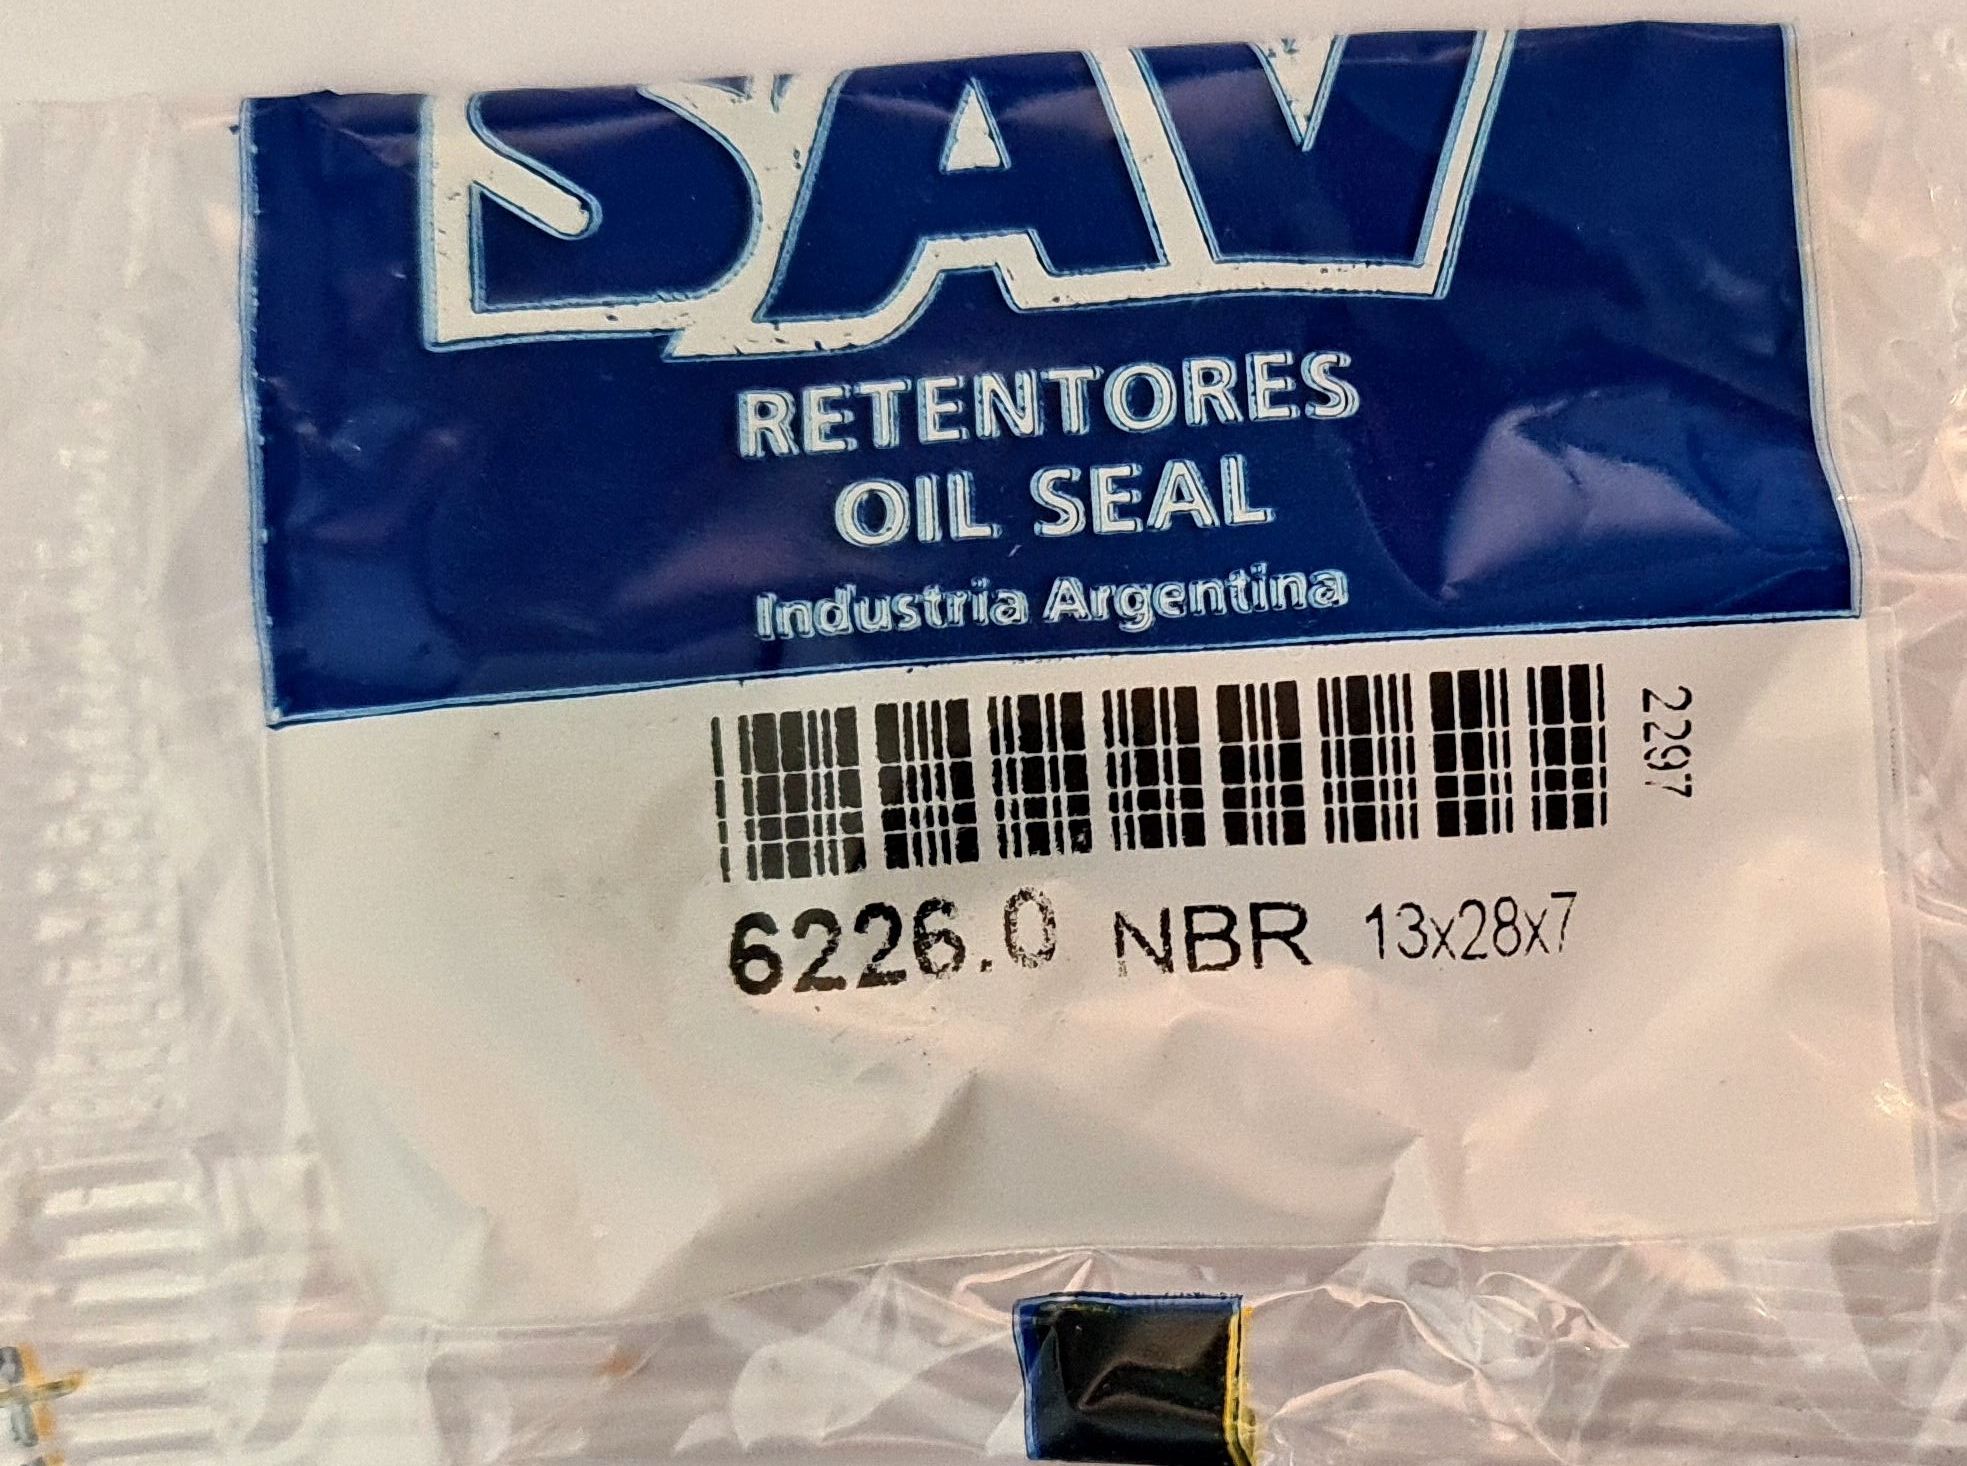 SAV
RETENTORES
OIL SEAL
Industria Argentina
2297
6226.0 NBR 13x28x7